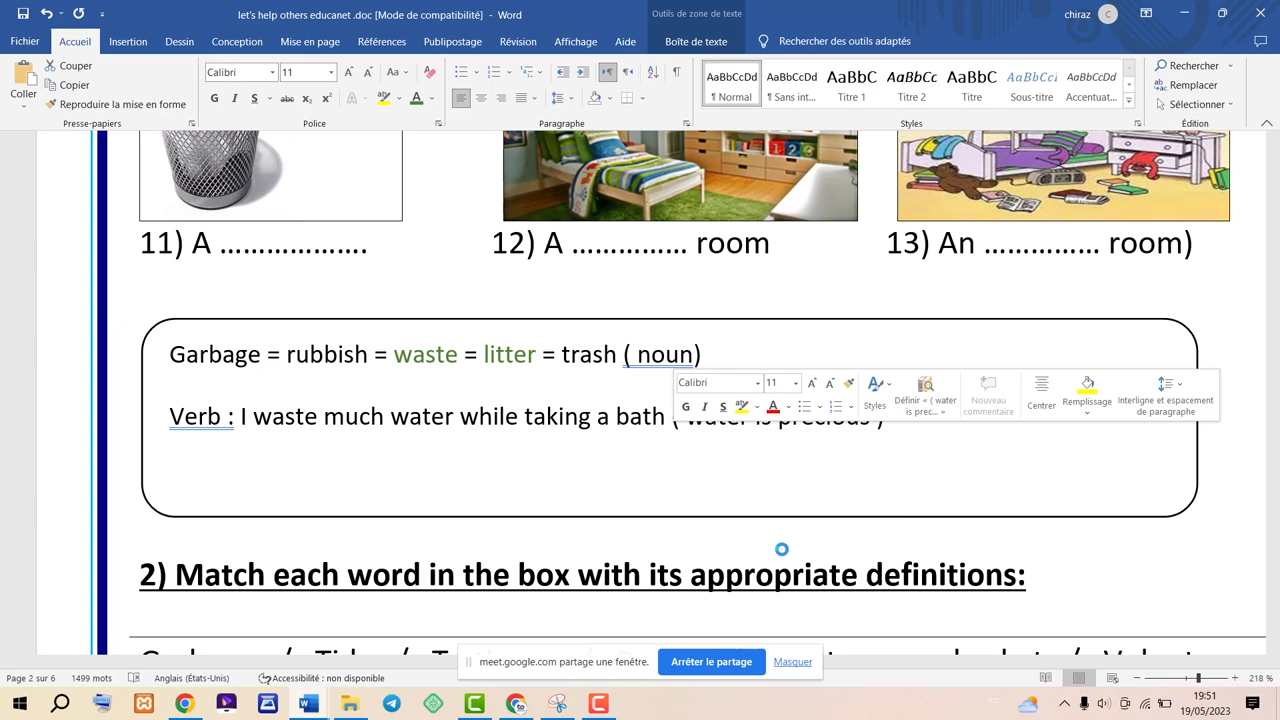 let's help others educanet .doc [Mode de compatibilité] - Word
Outils de zone de texte
chiraz C
Fichier Accueil Insertion Dessin Conception Mise en page Références Publipostage Révision Affichage Aide Boîte de texte Rechercher des outils adaptés
Coller
Couper
Copier
Reproduire la mise en forme
Presse-papiers
Calibri 11
Police
Paragraphe
AaBbCcDd AaBbCcDd AaBbC AaBbCc AaBbC AaBbCcI AaBbCcDd
¶ Normal ¶ Sans int... Titre 1 Titre 2 Titre Sous-titre Accentuat...
Styles
Rechercher
Remplacer
Sélectionner
Édition
11) A ……………….
12) A …………… room
13) An …………… room)
Garbage = rubbish = waste = litter = trash ( noun)
Verb : I waste much water while taking a bath ( water is precious )
Calibri 11
G I S
Styles
Définir « ( water is prec... »
Nouveau commentaire
Centrer
Remplissage
Interligne et espacement de paragraphe
2) Match each word in the box with its appropriate definitions:
meet.google.com partage une fenêtre. Arrêter le partage Masquer
Page 2 sur 6 1499 mots Anglais (États-Unis) Accessibilité : non disponible 218 %
19:51
19/05/2023